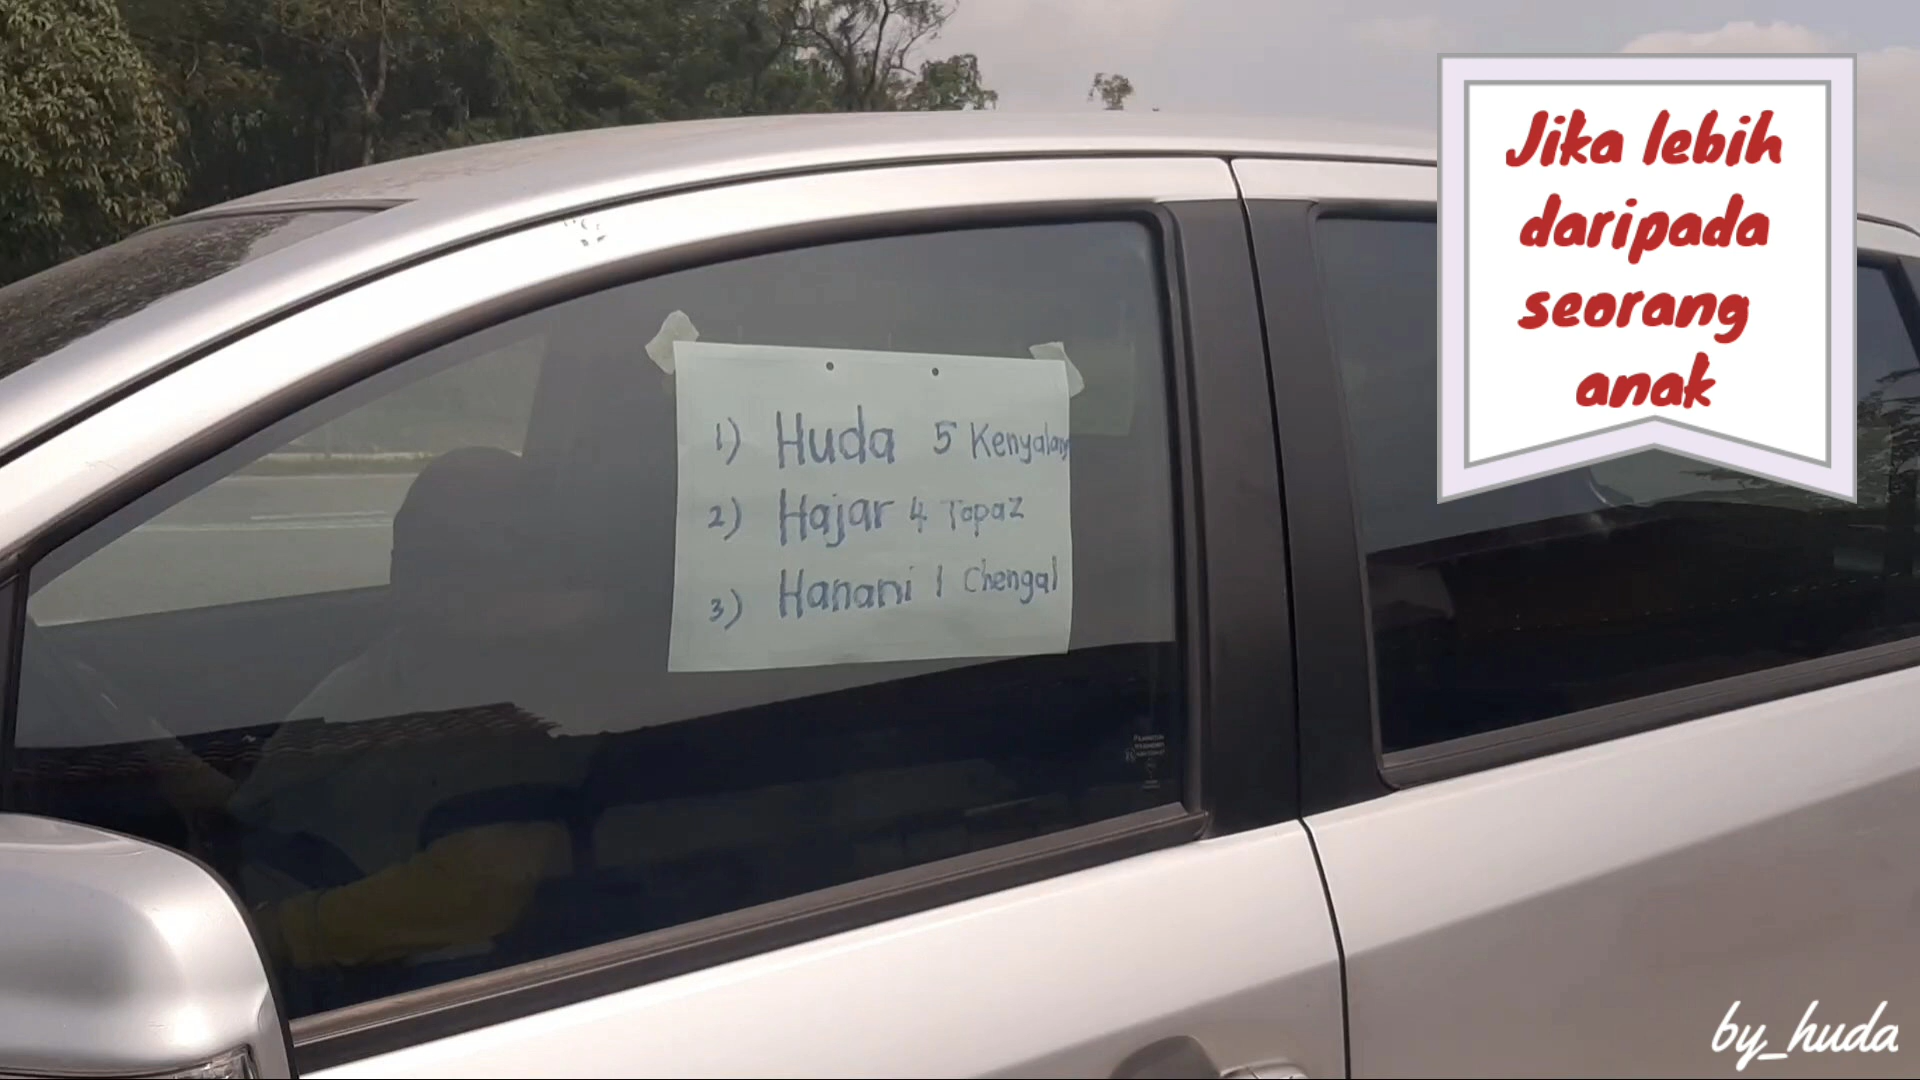 Jika lebih
daripada
seorang
anak
1) Huda 5 Kenyalang
2) Hajar 4 Topaz
3) Hanani 1 Chengal
by_huda